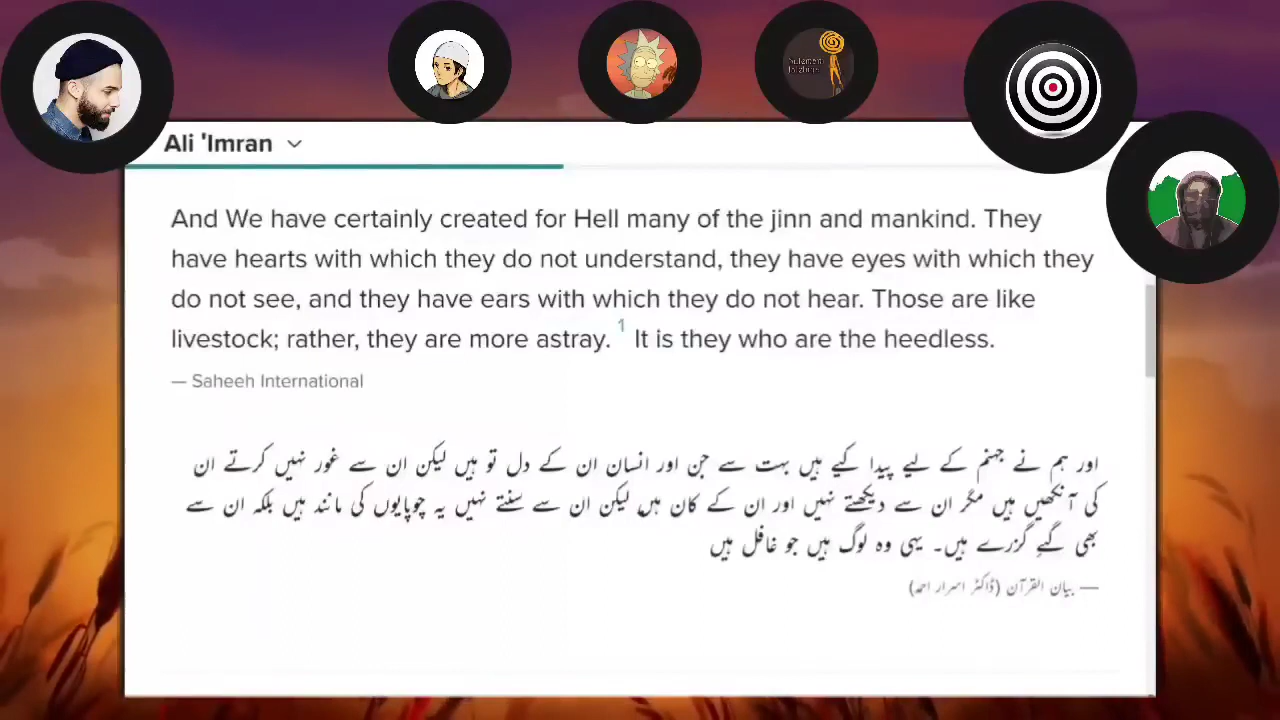 Ali 'Imran
And We have certainly created for Hell many of the jinn and mankind. They
have hearts with which they do not understand, they have eyes with which they
do not see, and they have ears with which they do not hear. Those are like
livestock; rather, they are more astray. 1 It is they who are the heedless.
— Saheeh International
اور ہم نے جہنم کے لیے پیدا کیے ہیں بہت سے جن اور انسان ان کے دل تو ہیں لیکن ان سے غور نہیں کرتے ان
کی آنکھیں ہیں مگر ان سے دیکھتے نہیں اور ان کے کان ہیں لیکن ان سے سنتے نہیں یہ چوپایوں کی مانند ہیں بلکہ ان سے
بھی گئے گزرے ہیں۔ یہی وہ لوگ ہیں جو غافل ہیں
— بیان القرآن (ڈاکٹر اسرار احمد)